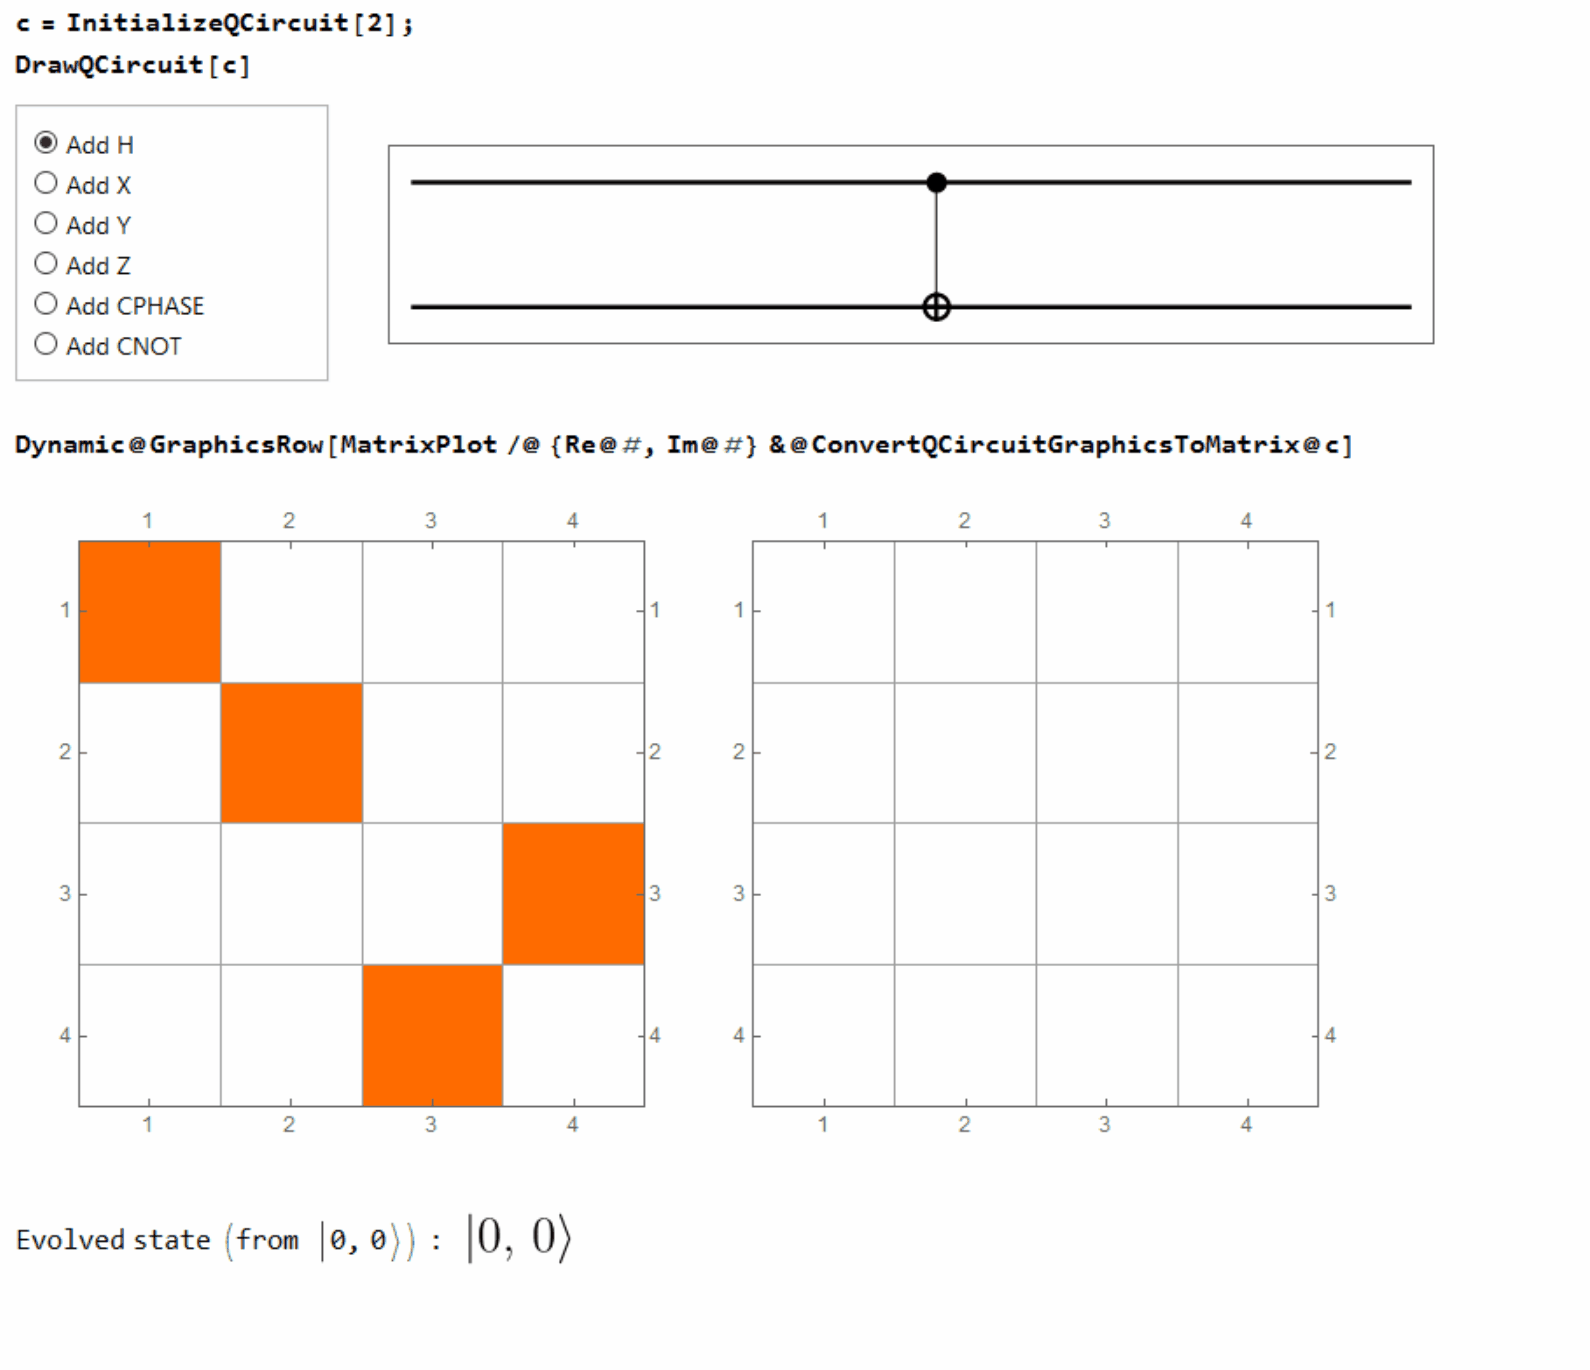 c = InitializeQCircuit[2];
DrawQCircuit[c]
Add H
Add X
Add Y
Add Z
Add CPHASE
Add CNOT
Dynamic@GraphicsRow[MatrixPlot /@ {Re@#, Im@#} &@ConvertQCircuitGraphicsToMatrix@c]
1 2 3 4 1 2 3 4
1 1 1 1
2 2 2 2
3 3 3 3
4 4 4 4
1 2 3 4 1 2 3 4
Evolved state (from |0, 0⟩) : |0, 0⟩